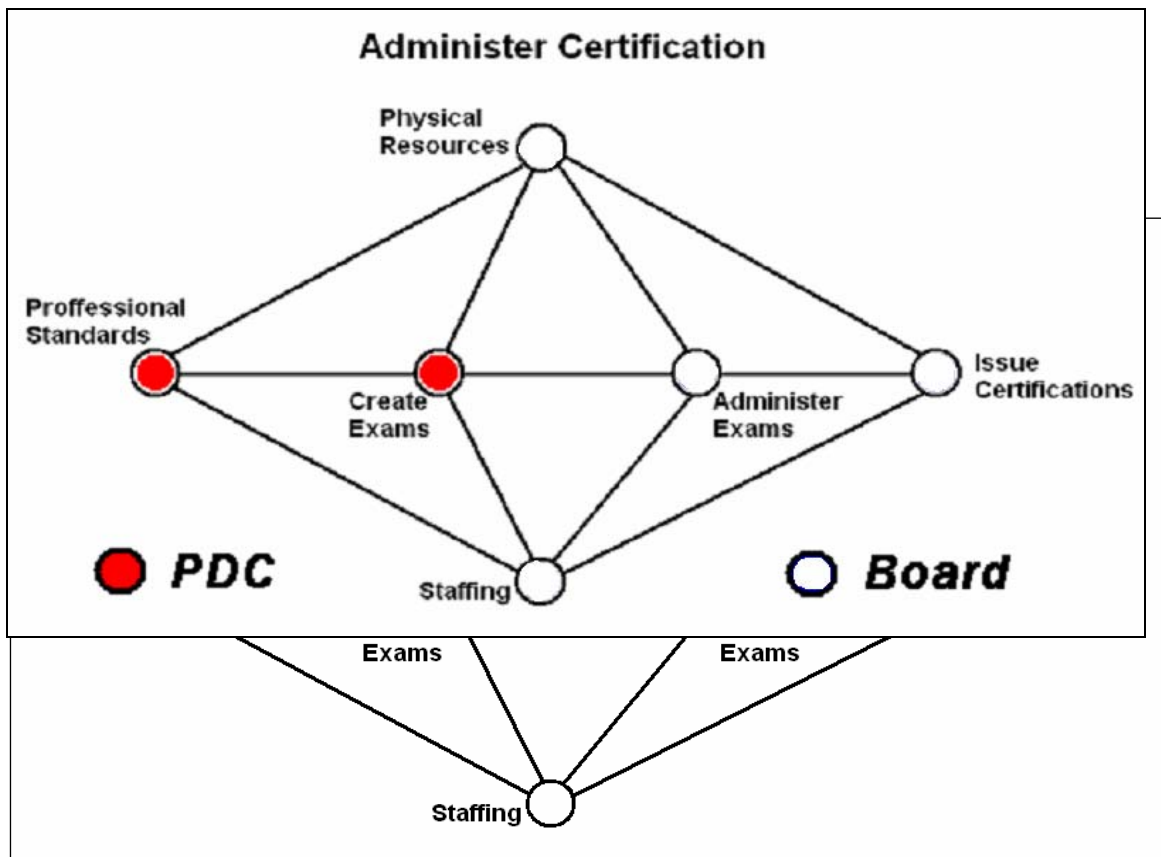 Administer Certification
Physical
Resources
Proffessional
Standards
Issue
Certifications
Create
Exams
Administer
Exams
PDC
Board
Staffing
Exams
Exams
Staffing